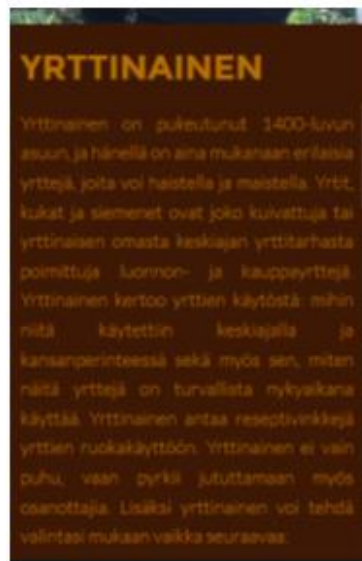 YRTTINAINEN
Yrttinainen on pukeutunut 1400-luvun
asuun, ja hänellä on aina mukanaan erilaisia
yrttejä, joita voi haistella ja maistella. Yrtit,
kukat ja siemenet ovat joko kuivattuja tai
yrttinaisen omasta keskiajan yrttitarhasta
poimittuja luonnon- ja kauppayrttejä.
Yrttinainen kertoo yrttien käytöstä: mihin
niitä käytettiin keskiajalla ja
kansanperinteessä sekä myös sen, miten
näitä yrttejä on turvallista nykyaikana
käyttää. Yrttinainen antaa reseptivinkkejä
yrttien ruokakäyttöön. Yrttinainen ei vain
puhu, vaan pyrkii jututtamaan myös
osanottajia. Lisäksi yrttinainen voi tehdä
valintasi mukaan vaikka seuraavaa: